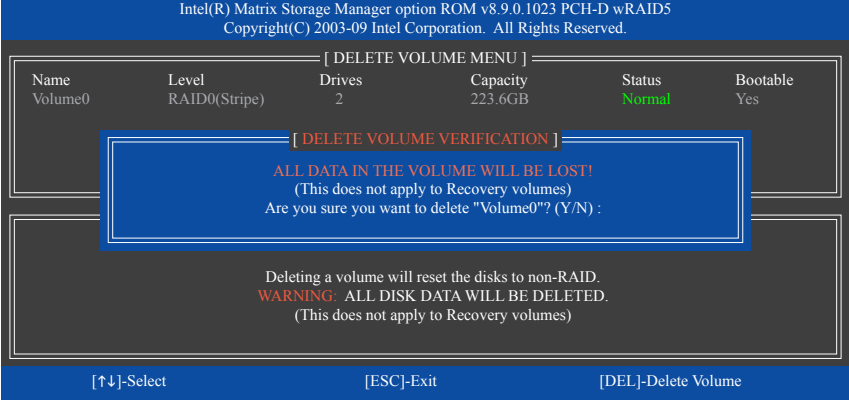 Intel(R) Matrix Storage Manager option ROM v8.9.0.1023 PCH-D wRAID5
Copyright(C) 2003-09 Intel Corporation. All Rights Reserved.
[ DELETE VOLUME MENU ]
Name Level Drives Capacity Status Bootable
Volume0 RAID0(Stripe) 2 223.6GB Normal Yes
[ DELETE VOLUME VERIFICATION ]
ALL DATA IN THE VOLUME WILL BE LOST!
(This does not apply to Recovery volumes)
Are you sure you want to delete "Volume0"? (Y/N) :
Deleting a volume will reset the disks to non-RAID.
WARNING: ALL DISK DATA WILL BE DELETED.
(This does not apply to Recovery volumes)
[↑↓]-Select [ESC]-Exit [DEL]-Delete Volume